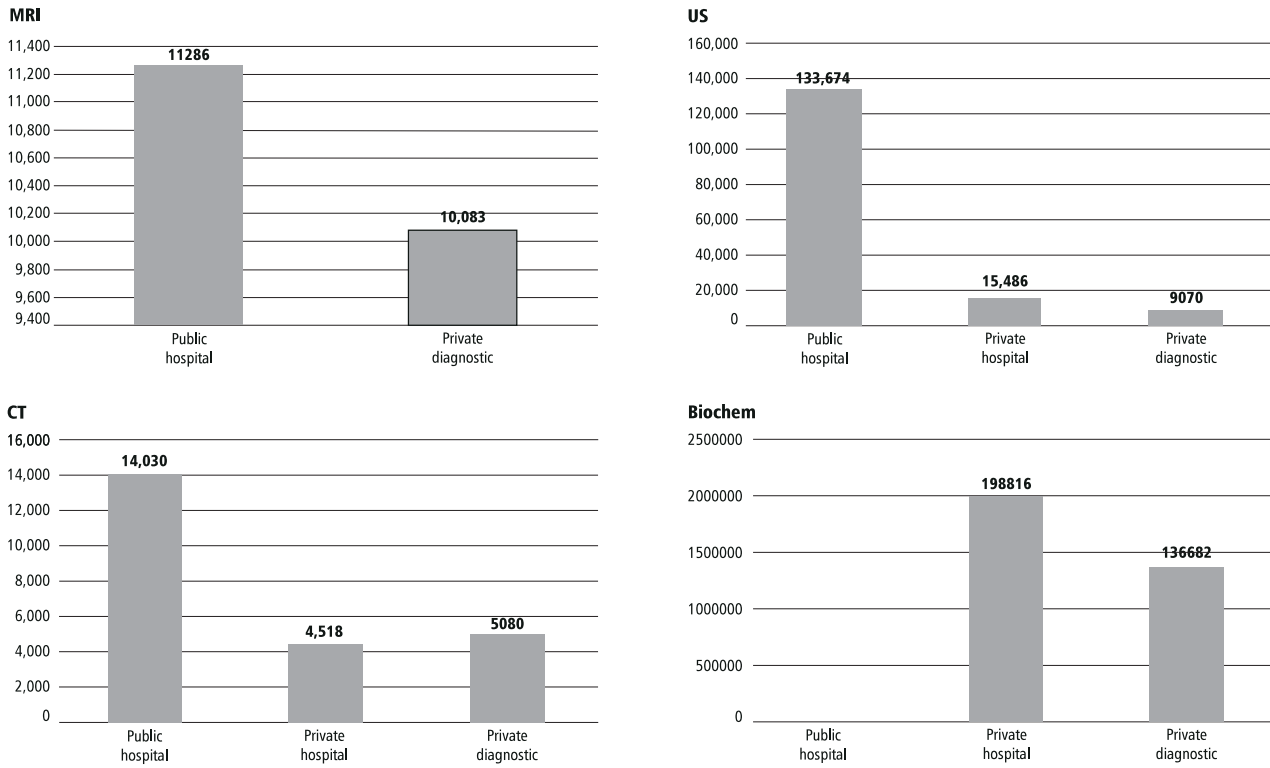 MRI
11,400
11,200
11,000
10,800
10,600
10,400
10,200
10,000
9,800
9,600
9,400
11286
10,083
Public
hospital
Private
diagnostic
US
160,000
140,000
120,000
100,000
80,000
60,000
40,000
20,000
0
133,674
15,486
9070
Public
hospital
Private
hospital
Private
diagnostic
CT
16,000
14,000
12,000
10,000
8,000
6,000
4,000
2,000
0
14,030
4,518
5080
Public
hospital
Private
hospital
Private
diagnostic
Biochem
2500000
2000000
1500000
1000000
500000
0
198816
136682
Public
hospital
Private
hospital
Private
diagnostic